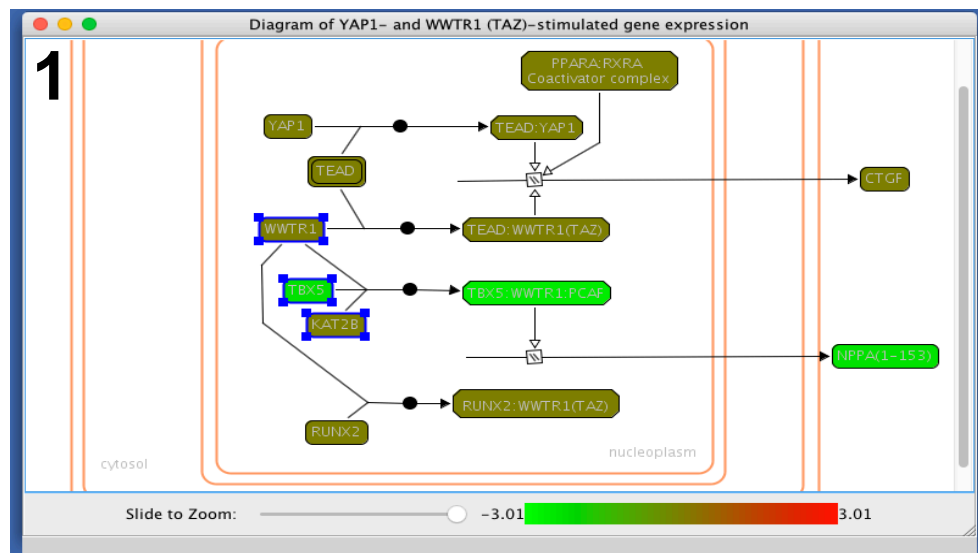 Diagram of YAP1- and WWTR1 (TAZ)-stimulated gene expression
1
PPARA:RXRA
Coactivator complex
YAP1
TEAD:YAP1
TEAD
CTGF
WWTR1
TEAD:WWTR1(TAZ)
TBX5
TBX5:WWTR1:PCAF
KAT2B
NPPA(1-153)
RUNX2:WWTR1(TAZ)
RUNX2
nucleoplasm
cytosol
Slide to Zoom:
-3.01
3.01